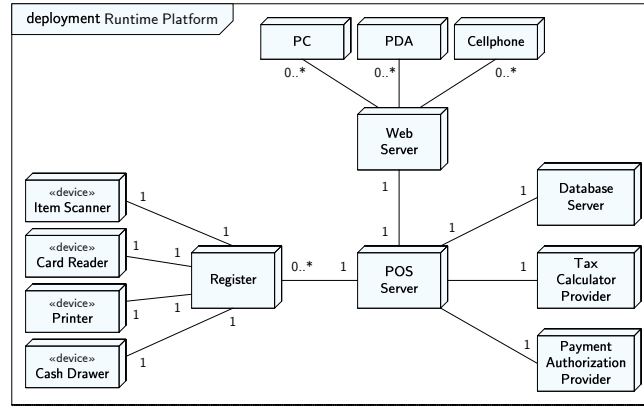 deployment Runtime Platform
PC
PDA
Cellphone
0..*
0..*
0..*
Web
Server
1
1
«device»
Item Scanner
1
1
«device»
Card Reader
1
1
«device»
Printer
1
1
«device»
Cash Drawer
1
1
Register
0..*
1
POS
Server
1
1
Database
Server
1
Tax
Calculator
Provider
1
Payment
Authorization
Provider